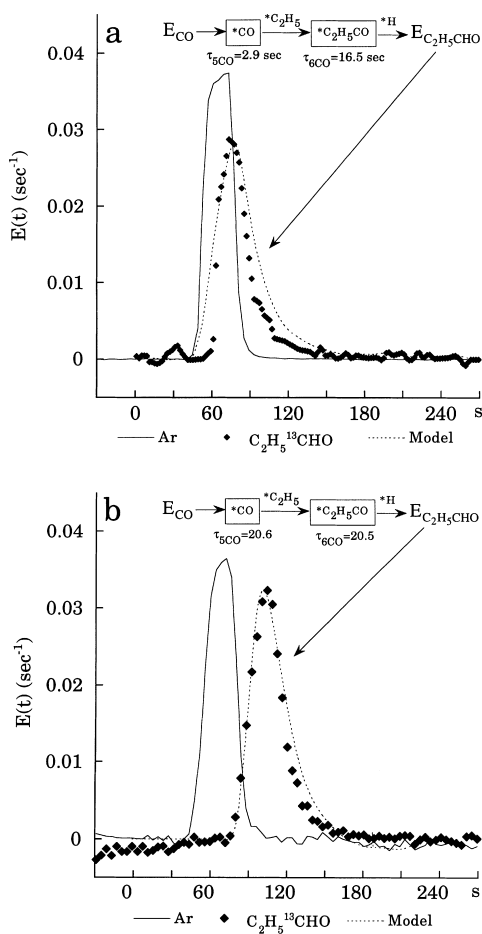 a
E_CO → *CO *C₂H₅ → *C₂H₅CO *H → E_C₂H₅CHO
τ5CO=2.9 sec τ6CO=16.5 sec
E(t) (sec⁻¹)
0.04
0.03
0.02
0.01
0
0 60 120 180 240 s
Ar C₂H₅¹³CHO Model
b
E_CO → *CO *C₂H₅ → *C₂H₅CO *H → E_C₂H₅CHO
τ5CO=20.6 τ6CO=20.5
E(t) (sec⁻¹)
0.04
0.03
0.02
0.01
0
0 60 120 180 240 s
Ar C₂H₅¹³CHO Model